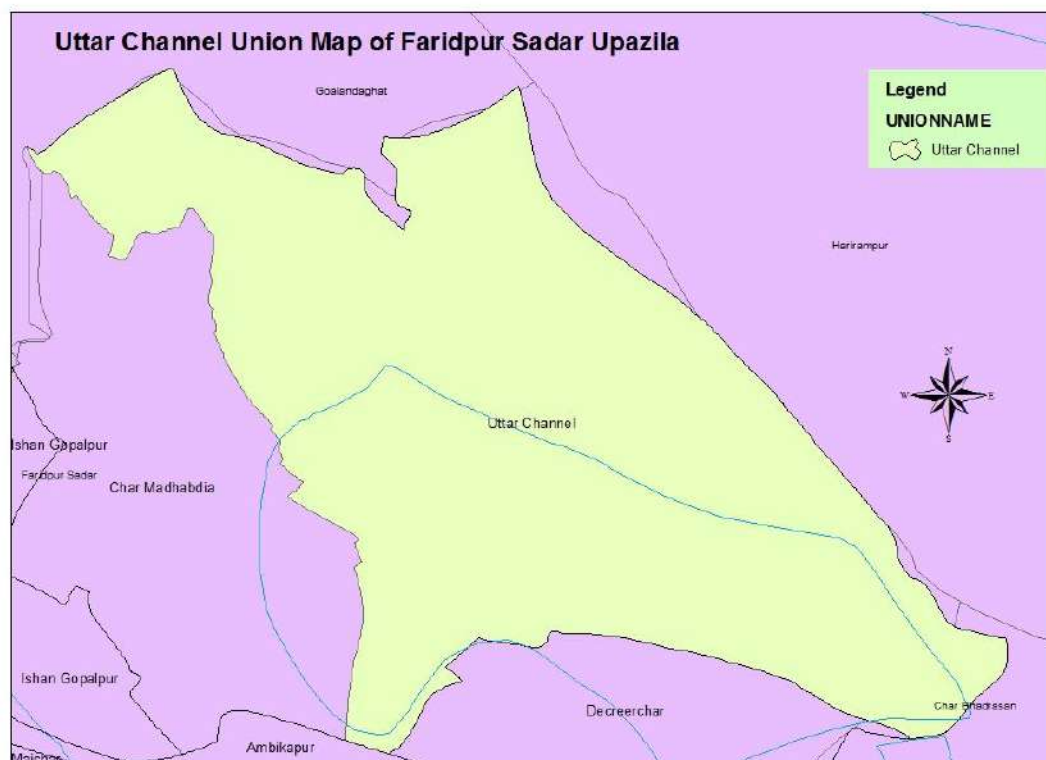 Uttar Channel Union Map of Faridpur Sadar Upazila
Goalandaghat
Legend
UNIONNAME
Uttar Channel
Harirampur
N
W E
S
Uttar Channel
Ishan Gopalpur
Faridpur Sadar
Char Madhabdia
Ishan Gopalpur
Decreerchar
Char Bhadrasan
Ambikapur
Majchar